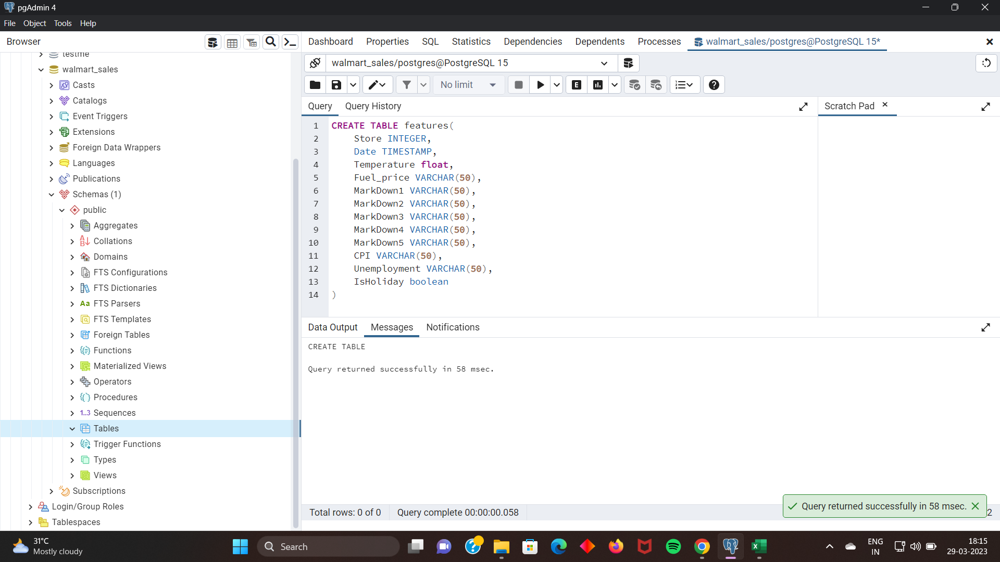 pgAdmin 4
File Object Tools Help
Browser
Dashboard Properties SQL Statistics Dependencies Dependents Processes walmart_sales/postgres@PostgreSQL 15*
testme
walmart_sales
Casts
Catalogs
Event Triggers
Extensions
Foreign Data Wrappers
Languages
Publications
Schemas (1)
public
Aggregates
Collations
Domains
FTS Configurations
FTS Dictionaries
Aa FTS Parsers
FTS Templates
Foreign Tables
Functions
Materialized Views
Operators
Procedures
1..3 Sequences
Tables
Trigger Functions
Types
Views
Subscriptions
Login/Group Roles
Tablespaces
walmart_sales/postgres@PostgreSQL 15
No limit
E
Query Query History
Scratch Pad
1 CREATE TABLE features(
2 Store INTEGER,
3 Date TIMESTAMP,
4 Temperature float,
5 Fuel_price VARCHAR(50),
6 MarkDown1 VARCHAR(50),
7 MarkDown2 VARCHAR(50),
8 MarkDown3 VARCHAR(50),
9 MarkDown4 VARCHAR(50),
10 MarkDown5 VARCHAR(50),
11 CPI VARCHAR(50),
12 Unemployment VARCHAR(50),
13 IsHoliday boolean
14 )
Data Output Messages Notifications
CREATE TABLE
Query returned successfully in 58 msec.
Total rows: 0 of 0 Query complete 00:00:00.058
Query returned successfully in 58 msec.
2
31°C
Mostly cloudy
Search
ENG
IN
18:15
29-03-2023